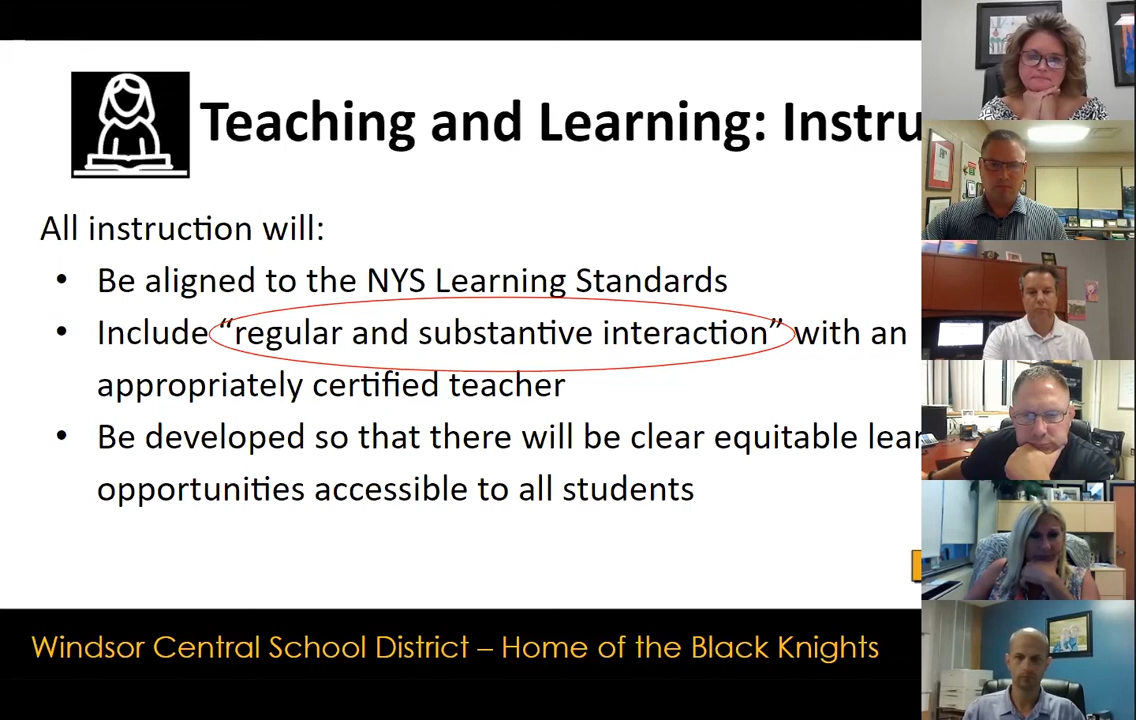 Teaching and Learning: Instru
All instruction will:
• Be aligned to the NYS Learning Standards
• Include “regular and substantive interaction” with an
appropriately certified teacher
• Be developed so that there will be clear equitable lear
opportunities accessible to all students
Windsor Central School District – Home of the Black Knights